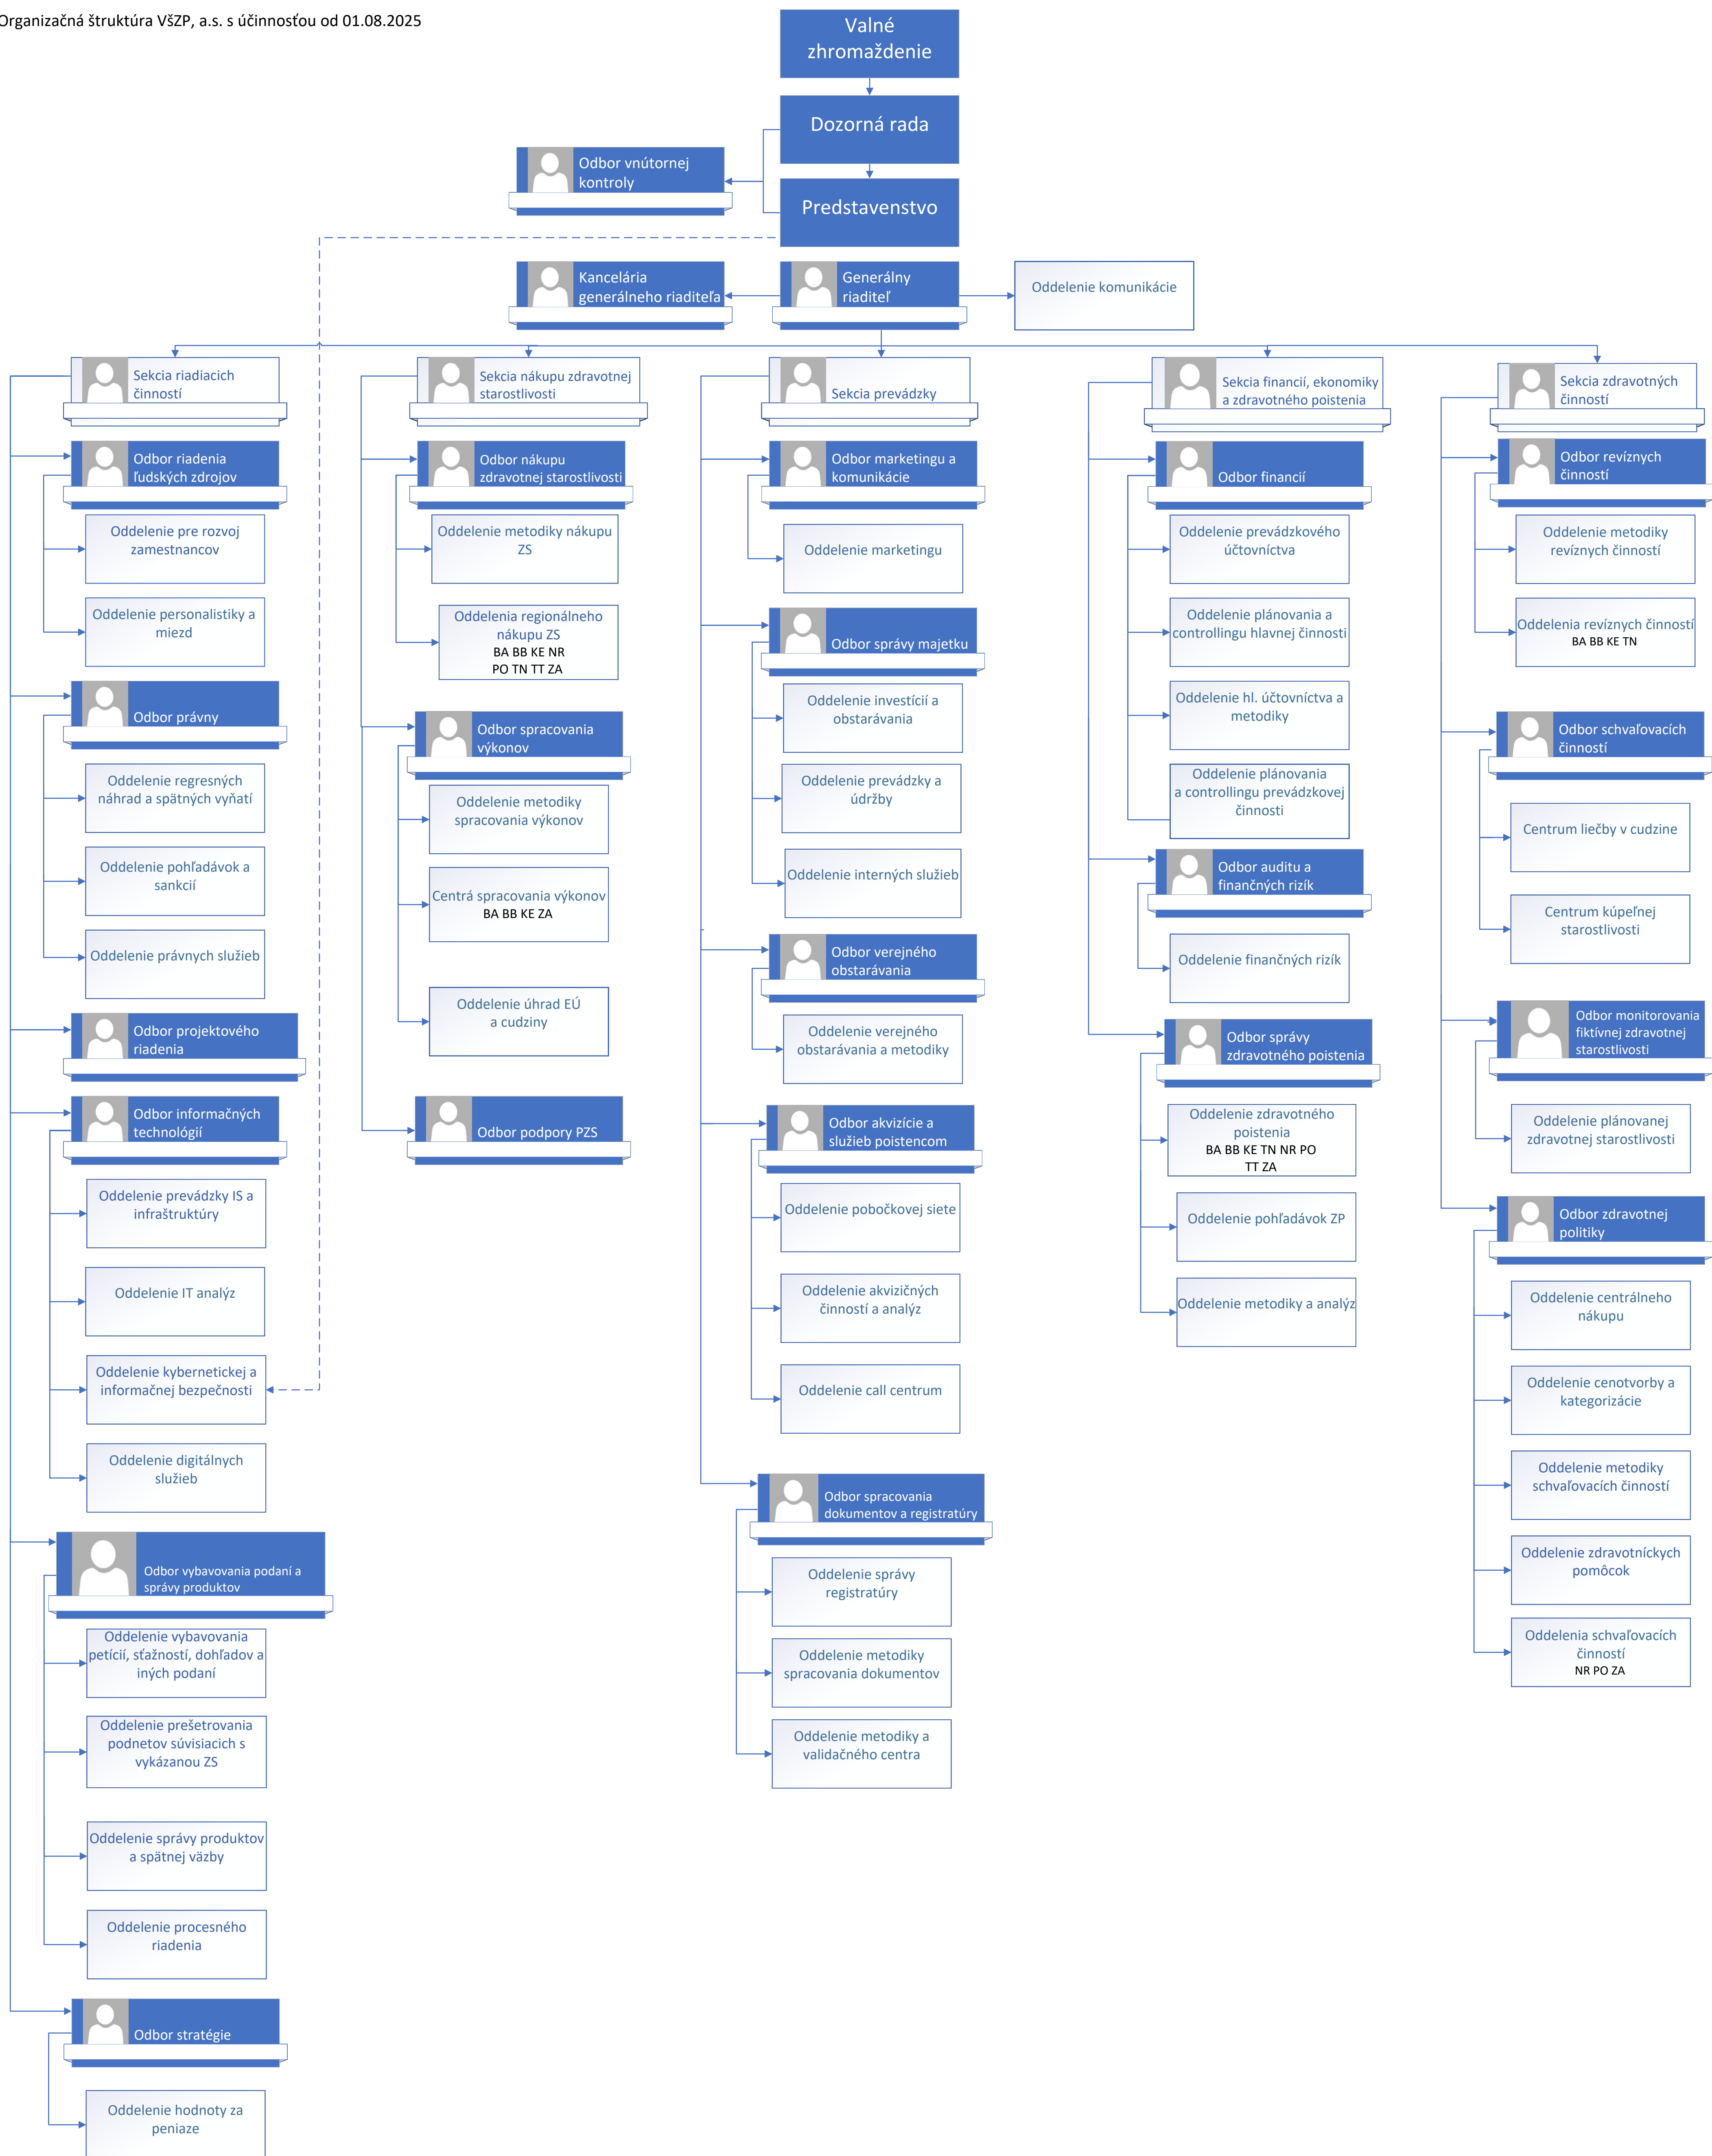 Organizačná štruktúra VšZP, a.s. s účinnosťou od 01.08.2025
Valné
zhromaždenie
Dozorná rada
Odbor vnútornej
kontroly
Predstavenstvo
Kancelária
generálneho riaditeľa
Generálny
riaditeľ
Oddelenie komunikácie
Sekcia riadiacich
činností
Odbor riadenia
ľudských zdrojov
Oddelenie pre rozvoj
zamestnancov
Oddelenie personalistiky a
miezd
Odbor právny
Oddelenie regresných
náhrad a spätných vyňatí
Oddelenie pohľadávok a
sankcií
Oddelenie právnych služieb
Odbor projektového
riadenia
Odbor informačných
technológií
Oddelenie prevádzky IS a
infraštruktúry
Oddelenie IT analýz
Oddelenie kybernetickej a
informačnej bezpečnosti
Oddelenie digitálnych
služieb
Odbor vybavovania podaní a
správy produktov
Oddelenie vybavovania
petícií, sťažností, dohľadov a
iných podaní
Oddelenie prešetrovania
podnetov súvisiacich s
vykázanou ZS
Oddelenie správy produktov
a spätnej väzby
Oddelenie procesného
riadenia
Odbor stratégie
Oddelenie hodnoty za
peniaze
Sekcia nákupu zdravotnej
starostlivosti
Odbor nákupu
zdravotnej starostlivosti
Oddelenie metodiky nákupu
ZS
Oddelenia regionálneho
nákupu ZS
BA BB KE NR
PO TN TT ZA
Odbor spracovania
výkonov
Oddelenie metodiky
spracovania výkonov
Centrá spracovania výkonov
BA BB KE ZA
Oddelenie úhrad EÚ
a cudziny
Odbor podpory PZS
Sekcia prevádzky
Odbor marketingu a
komunikácie
Oddelenie marketingu
Odbor správy majetku
Oddelenie investícií a
obstarávania
Oddelenie prevádzky a
údržby
Oddelenie interných služieb
Odbor verejného
obstarávania
Oddelenie verejného
obstarávania a metodiky
Odbor akvizície a
služieb poistencom
Oddelenie pobočkovej siete
Oddelenie akvizičných
činností a analýz
Oddelenie call centrum
Odbor spracovania
dokumentov a registratúry
Oddelenie správy
registratúry
Oddelenie metodiky
spracovania dokumentov
Oddelenie metodiky a
validačného centra
Sekcia financií, ekonomiky
a zdravotného poistenia
Odbor financií
Oddelenie prevádzkového
účtovníctva
Oddelenie plánovania a
controllingu hlavnej činnosti
Oddelenie hl. účtovníctva a
metodiky
Oddelenie plánovania
a controllingu prevádzkovej
činnosti
Odbor auditu a
finančných rizík
Oddelenie finančných rizík
Odbor správy
zdravotného poistenia
Oddelenie zdravotného
poistenia
BA BB KE TN NR PO
TT ZA
Oddelenie pohľadávok ZP
Oddelenie metodiky a analýz
Sekcia zdravotných
činností
Odbor revíznych
činností
Oddelenie metodiky
revíznych činností
Oddelenia revíznych činností
BA BB KE TN
Odbor schvaľovacích
činností
Centrum liečby v cudzine
Centrum kúpeľnej
starostlivosti
Odbor monitorovania
fiktívnej zdravotnej
starostlivosti
Oddelenie plánovanej
zdravotnej starostlivosti
Odbor zdravotnej
politiky
Oddelenie centrálneho
nákupu
Oddelenie cenotvorby a
kategorizácie
Oddelenie metodiky
schvaľovacích činností
Oddelenie zdravotníckych
pomôcok
Oddelenia schvaľovacích
činností
NR PO ZA